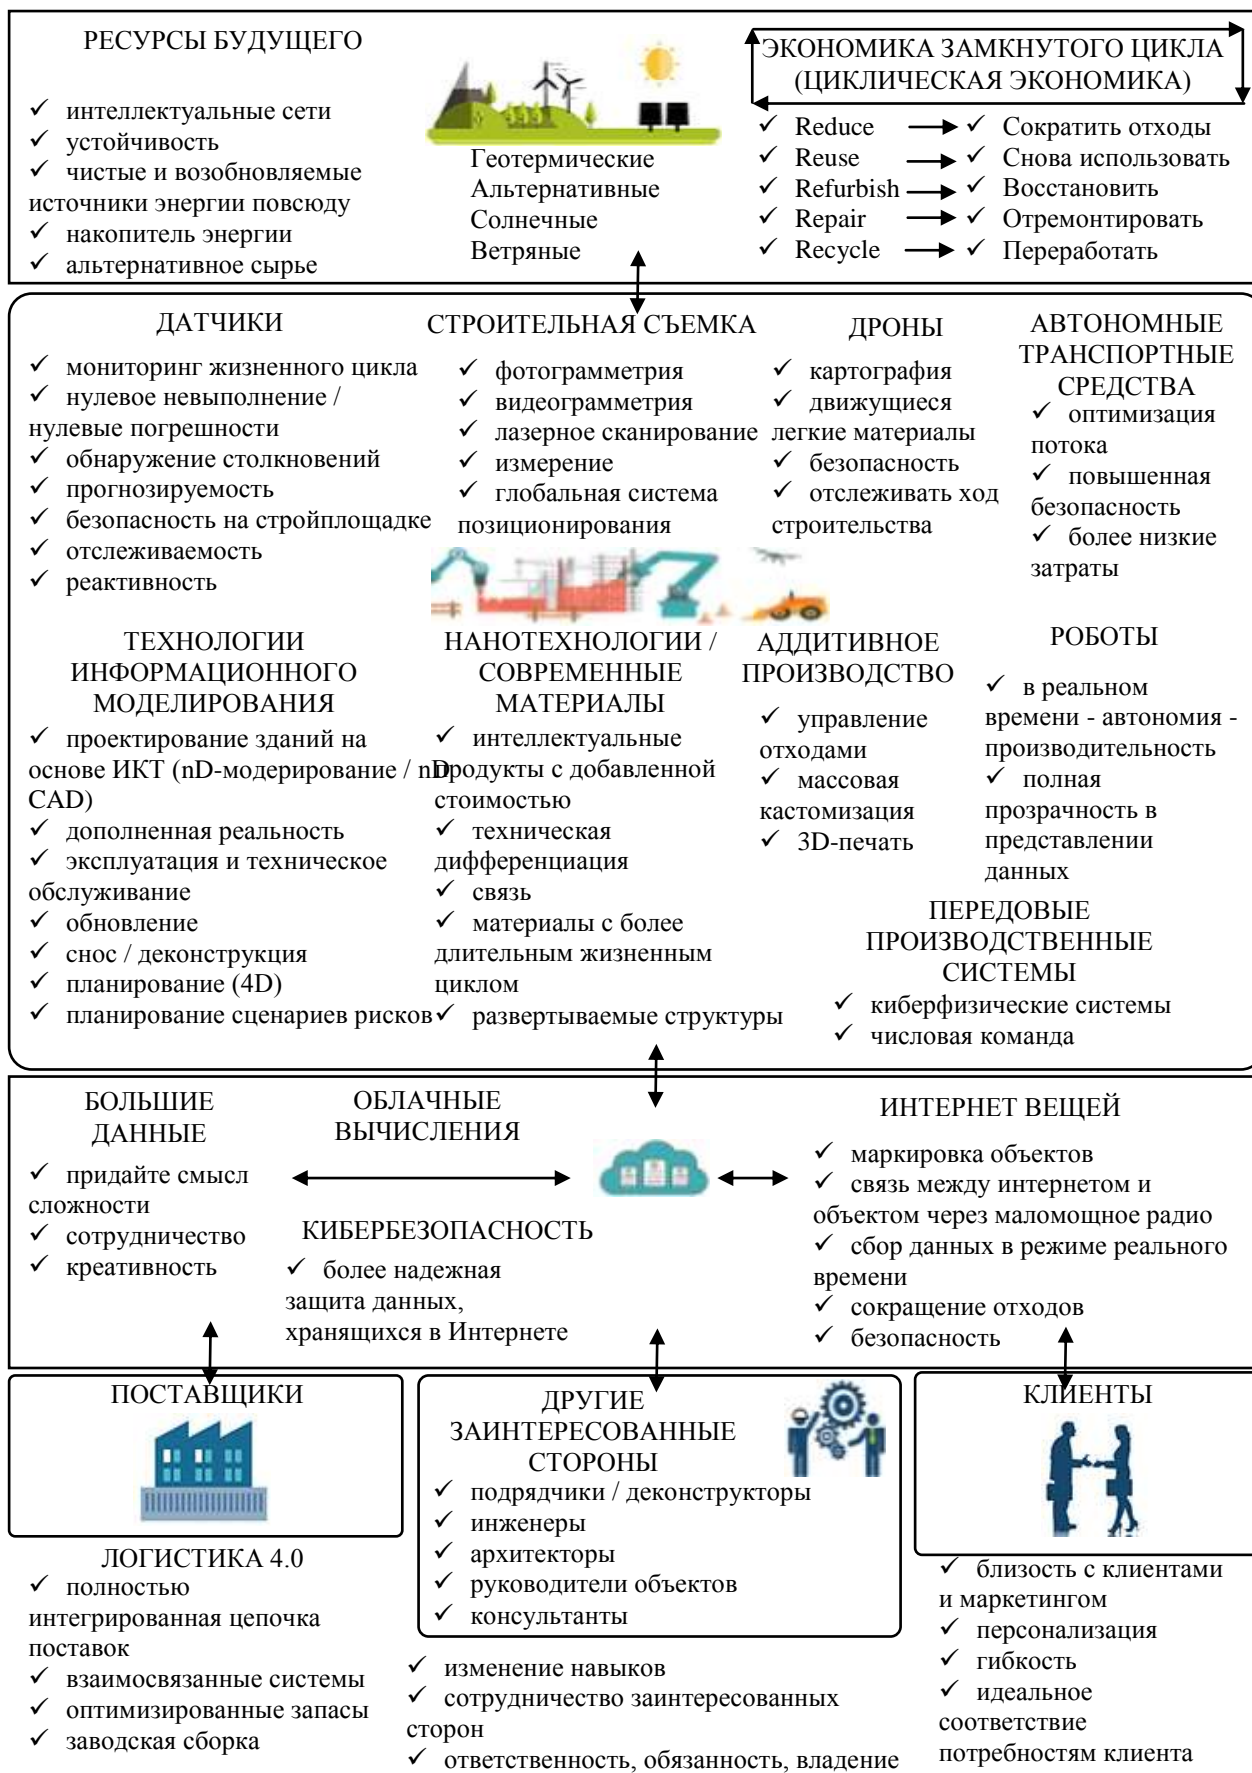 РЕСУРСЫ БУДУЩЕГО
✓ интеллектуальные сети
✓ устойчивость
✓ чистые и возобновляемые
источники энергии повсюду
✓ накопитель энергии
✓ альтернативное сырье
Геотермические
Альтернативные
Солнечные
Ветряные
ЭКОНОМИКА ЗАМКНУТОГО ЦИКЛА
(ЦИКЛИЧЕСКАЯ ЭКОНОМИКА)
✓ Reduce ✓ Сократить отходы
✓ Reuse ✓ Снова использовать
✓ Refurbish ✓ Восстановить
✓ Repair ✓ Отремонтировать
✓ Recycle ✓ Переработать
ДАТЧИКИ
✓ мониторинг жизненного цикла
✓ нулевое невыполнение /
нулевые погрешности
✓ обнаружение столкновений
✓ прогнозируемость
✓ безопасность на стройплощадке
✓ отслеживаемость
✓ реактивность
СТРОИТЕЛЬНАЯ СЪЕМКА
✓ фотограмметрия
✓ видеограмметрия
✓ лазерное сканирование
✓ измерение
✓ глобальная система
позиционирования
ДРОНЫ
✓ картография
✓ движущиеся
легкие материалы
✓ безопасность
✓ отслеживать ход
строительства
АВТОНОМНЫЕ
ТРАНСПОРТНЫЕ
СРЕДСТВА
✓ оптимизация
потока
✓ повышенная
безопасность
✓ более низкие
затраты
ТЕХНОЛОГИИ
ИНФОРМАЦИОННОГО
МОДЕЛИРОВАНИЯ
✓ проектирование зданий на
основе ИКТ (nD-модерирование / nD
CAD)
✓ дополненная реальность
✓ эксплуатация и техническое
обслуживание
✓ обновление
✓ снос / деконструкция
✓ планирование (4D)
✓ планирование сценариев рисков
НАНОТЕХНОЛОГИИ /
СОВРЕМЕННЫЕ
МАТЕРИАЛЫ
✓ интеллектуальные
продукты с добавленной
стоимостью
✓ техническая
дифференциация
✓ связь
✓ материалы с более
длительным жизненным
циклом
✓ развертываемые структуры
АДДИТИВНОЕ
ПРОИЗВОДСТВО
✓ управление
отходами
✓ массовая
кастомизация
✓ 3D-печать
РОБОТЫ
✓ в реальном
времени - автономия -
производительность
✓ полная
прозрачность в
представлении
данных
ПЕРЕДОВЫЕ
ПРОИЗВОДСТВЕННЫЕ
СИСТЕМЫ
✓ киберфизические системы
✓ числовая команда
БОЛЬШИЕ
ДАННЫЕ
✓ придайте смысл
сложности
✓ сотрудничество
✓ креативность
ОБЛАЧНЫЕ
ВЫЧИСЛЕНИЯ
КИБЕРБЕЗОПАСНОСТЬ
✓ более надежная
защита данных,
хранящихся в Интернете
ИНТЕРНЕТ ВЕЩЕЙ
✓ маркировка объектов
✓ связь между интернетом и
объектом через маломощное радио
✓ сбор данных в режиме реального
времени
✓ сокращение отходов
✓ безопасность
ПОСТАВЩИКИ
ЛОГИСТИКА 4.0
✓ полностью
интегрированная цепочка
поставок
✓ взаимосвязанные системы
✓ оптимизированные запасы
✓ заводская сборка
ДРУГИЕ
ЗАИНТЕРЕСОВАННЫЕ
СТОРОНЫ
✓ подрядчики / деконструкторы
✓ инженеры
✓ архитекторы
✓ руководители объектов
✓ консультанты
✓ изменение навыков
✓ сотрудничество заинтересованных
сторон
✓ ответственность, обязанность, владение
КЛИЕНТЫ
✓ близость с клиентами
и маркетингом
✓ персонализация
✓ гибкость
✓ идеальное
соответствие
потребностям клиента